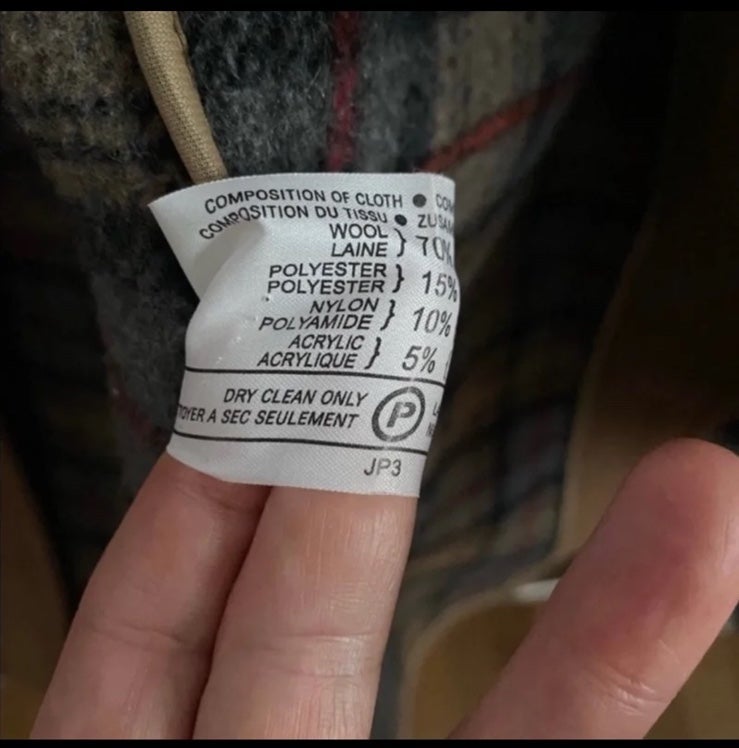 COMPOSITION OF CLOTH ●
COMPOSITION DU TISSU ●
WOOL
LAINE } 70%
POLYESTER
POLYESTER } 15%
NYLON
POLYAMIDE } 10%
ACRYLIC
ACRYLIQUE } 5%
DRY CLEAN ONLY
A SEC SEULEMENT
P
JP3